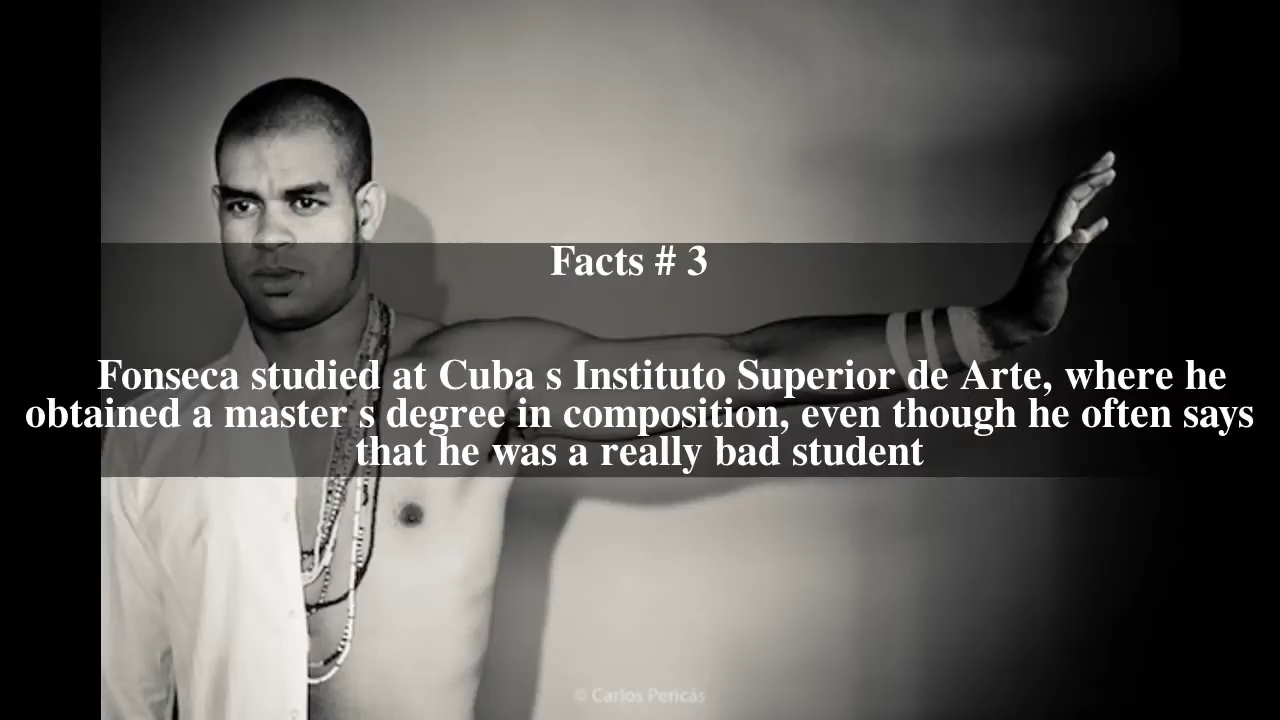 Facts # 3
Fonseca studied at Cuba s Instituto Superior de Arte, where he
obtained a master s degree in composition, even though he often says
that he was a really bad student
© Carlos Pericás